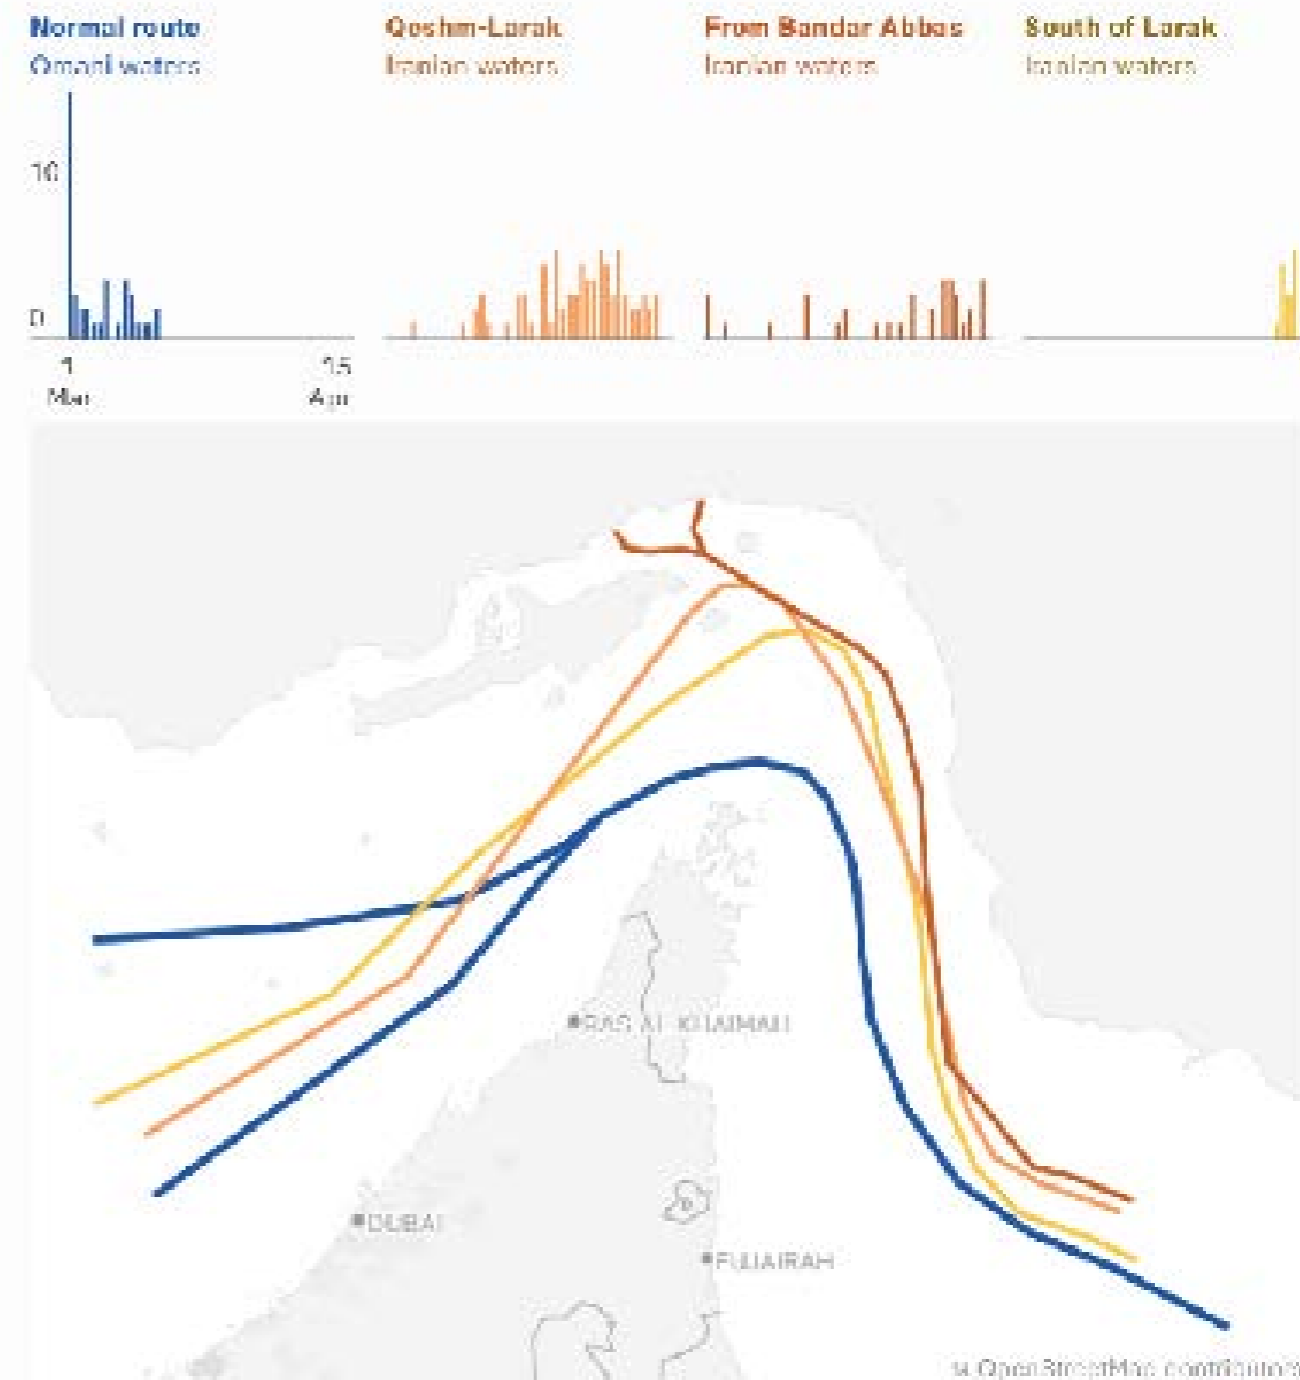 Normal route
Omani waters
Qeshm-Larak
Iranian waters
From Bandar Abbas
Iranian waters
South of Larak
Iranian waters
10
0
1
Mar
15
Apr
RAS AL KHAIMAH
DUBAI
FUJAIRAH
© OpenStreetMap contributors